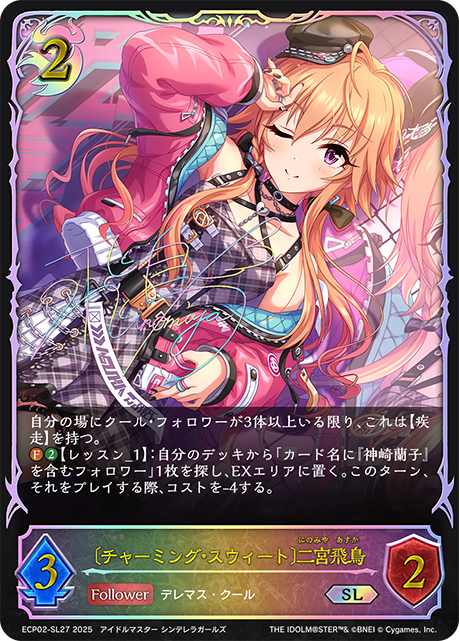 2
自分の場にクール・フォロワーが3体以上いる限り、これは【疾
走】を持つ。
F 2【レッスン_1】:自分のデッキから「カード名に『神崎蘭子』
を含むフォロワー」1枚を探し、EXエリアに置く。このターン、
それをプレイする際、コストを-4する。
にのみや あすか
〔チャーミング・スウィート〕二宮飛鳥
3
Follower デレマス・クール
SL
2
ECP02-SL27 2025 アイドルマスター シンデレラガールズ
THE IDOLM@STER™& ©BNEI © Cygames, Inc.